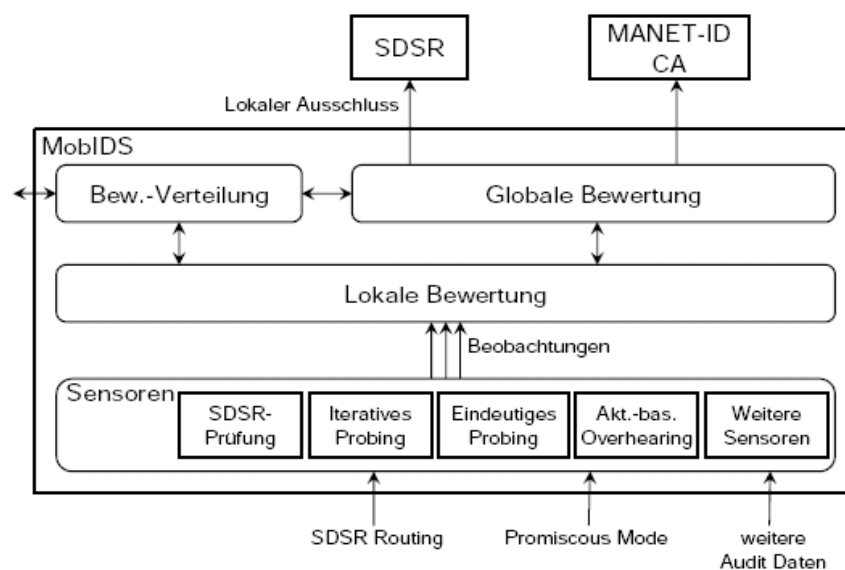 SDSR
MANET-ID
CA
Lokaler Ausschluss
MobIDS
Bew.-Verteilung
Globale Bewertung
Lokale Bewertung
Beobachtungen
Sensoren
SDSR-
Prüfung
Iteratives
Probing
Eindeutiges
Probing
Akt.-bas.
Overhearing
Weitere
Sensoren
SDSR Routing
Promiscous Mode
weitere
Audit Daten